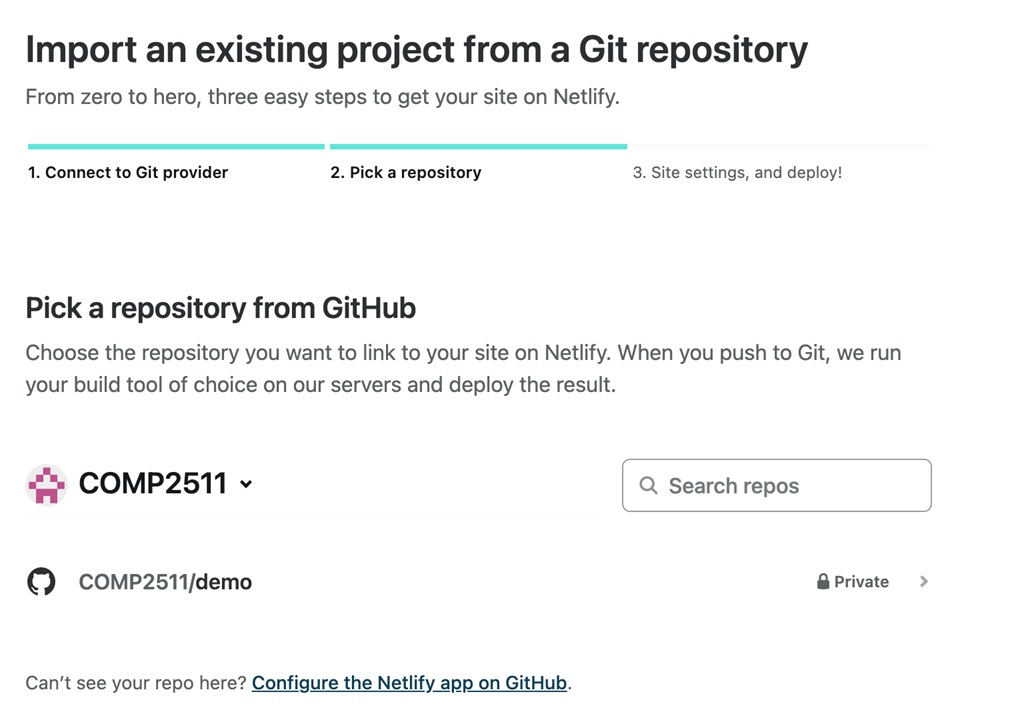 Import an existing project from a Git repository
From zero to hero, three easy steps to get your site on Netlify.
1. Connect to Git provider
2. Pick a repository
3. Site settings, and deploy!
Pick a repository from GitHub
Choose the repository you want to link to your site on Netlify. When you push to Git, we run
your build tool of choice on our servers and deploy the result.
COMP2511
Search repos
COMP2511/demo
Private
Can’t see your repo here? Configure the Netlify app on GitHub.